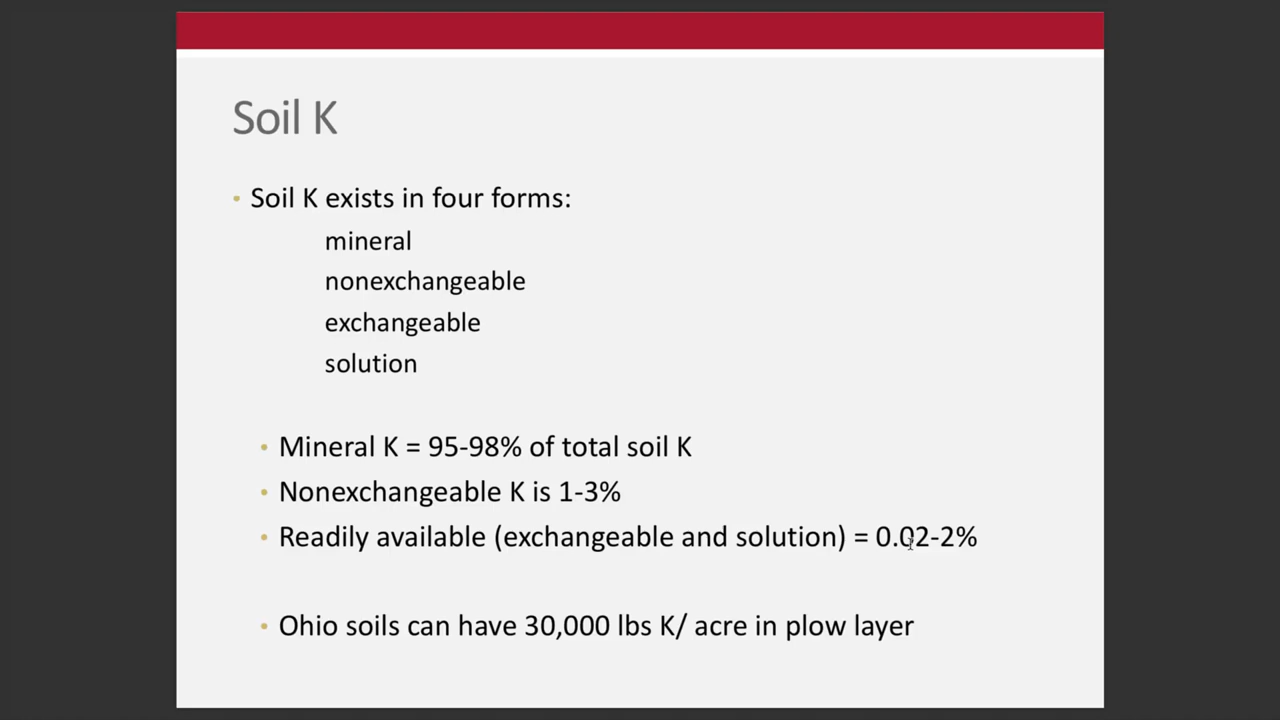 Soil K
• Soil K exists in four forms:
mineral
nonexchangeable
exchangeable
solution
• Mineral K = 95-98% of total soil K
• Nonexchangeable K is 1-3%
• Readily available (exchangeable and solution) = 0.02-2%
• Ohio soils can have 30,000 lbs K/ acre in plow layer